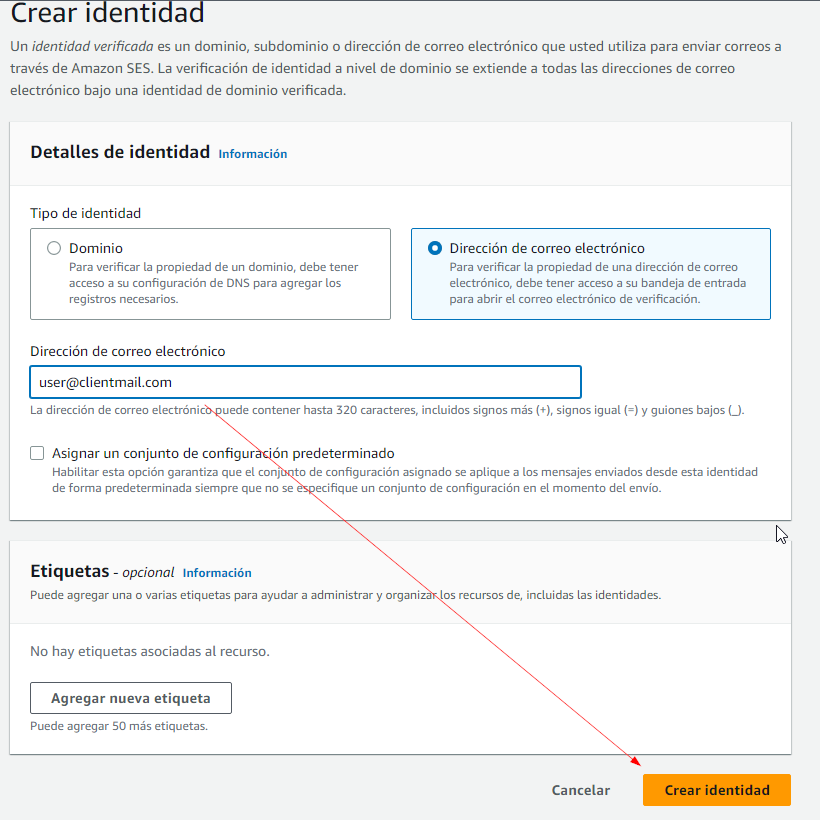 Crear identidad
Un identidad verificada es un dominio, subdominio o dirección de correo electrónico que usted utiliza para enviar correos a
través de Amazon SES. La verificación de identidad a nivel de dominio se extiende a todas las direcciones de correo
electrónico bajo una identidad de dominio verificada.
Detalles de identidad Información
Tipo de identidad
Dominio
Para verificar la propiedad de un dominio, debe tener
acceso a su configuración de DNS para agregar los
registros necesarios.
Dirección de correo electrónico
Para verificar la propiedad de una dirección de correo
electrónico, debe tener acceso a su bandeja de entrada
para abrir el correo electrónico de verificación.
Dirección de correo electrónico
user@clientmail.com
La dirección de correo electrónico puede contener hasta 320 caracteres, incluidos signos más (+), signos igual (=) y guiones bajos (_).
Asignar un conjunto de configuración predeterminado
Habilitar esta opción garantiza que el conjunto de configuración asignado se aplique a los mensajes enviados desde esta identidad
de forma predeterminada siempre que no se especifique un conjunto de configuración en el momento del envío.
Etiquetas - opcional Información
Puede agregar una o varias etiquetas para ayudar a administrar y organizar los recursos de, incluidas las identidades.
No hay etiquetas asociadas al recurso.
Agregar nueva etiqueta
Puede agregar 50 más etiquetas.
Cancelar Crear identidad